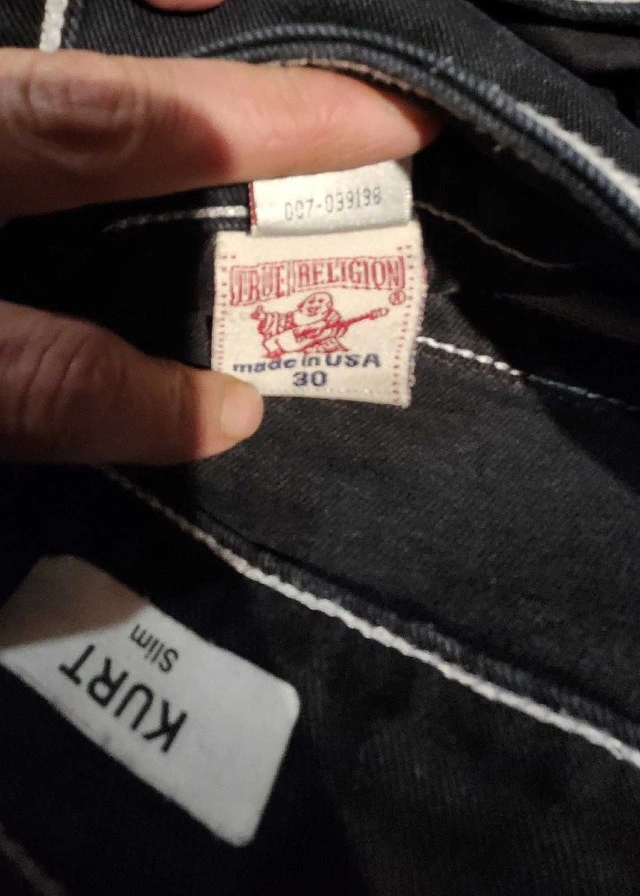 007-039198
TRUE RELIGION
®
made in USA
30
KURT
Slim